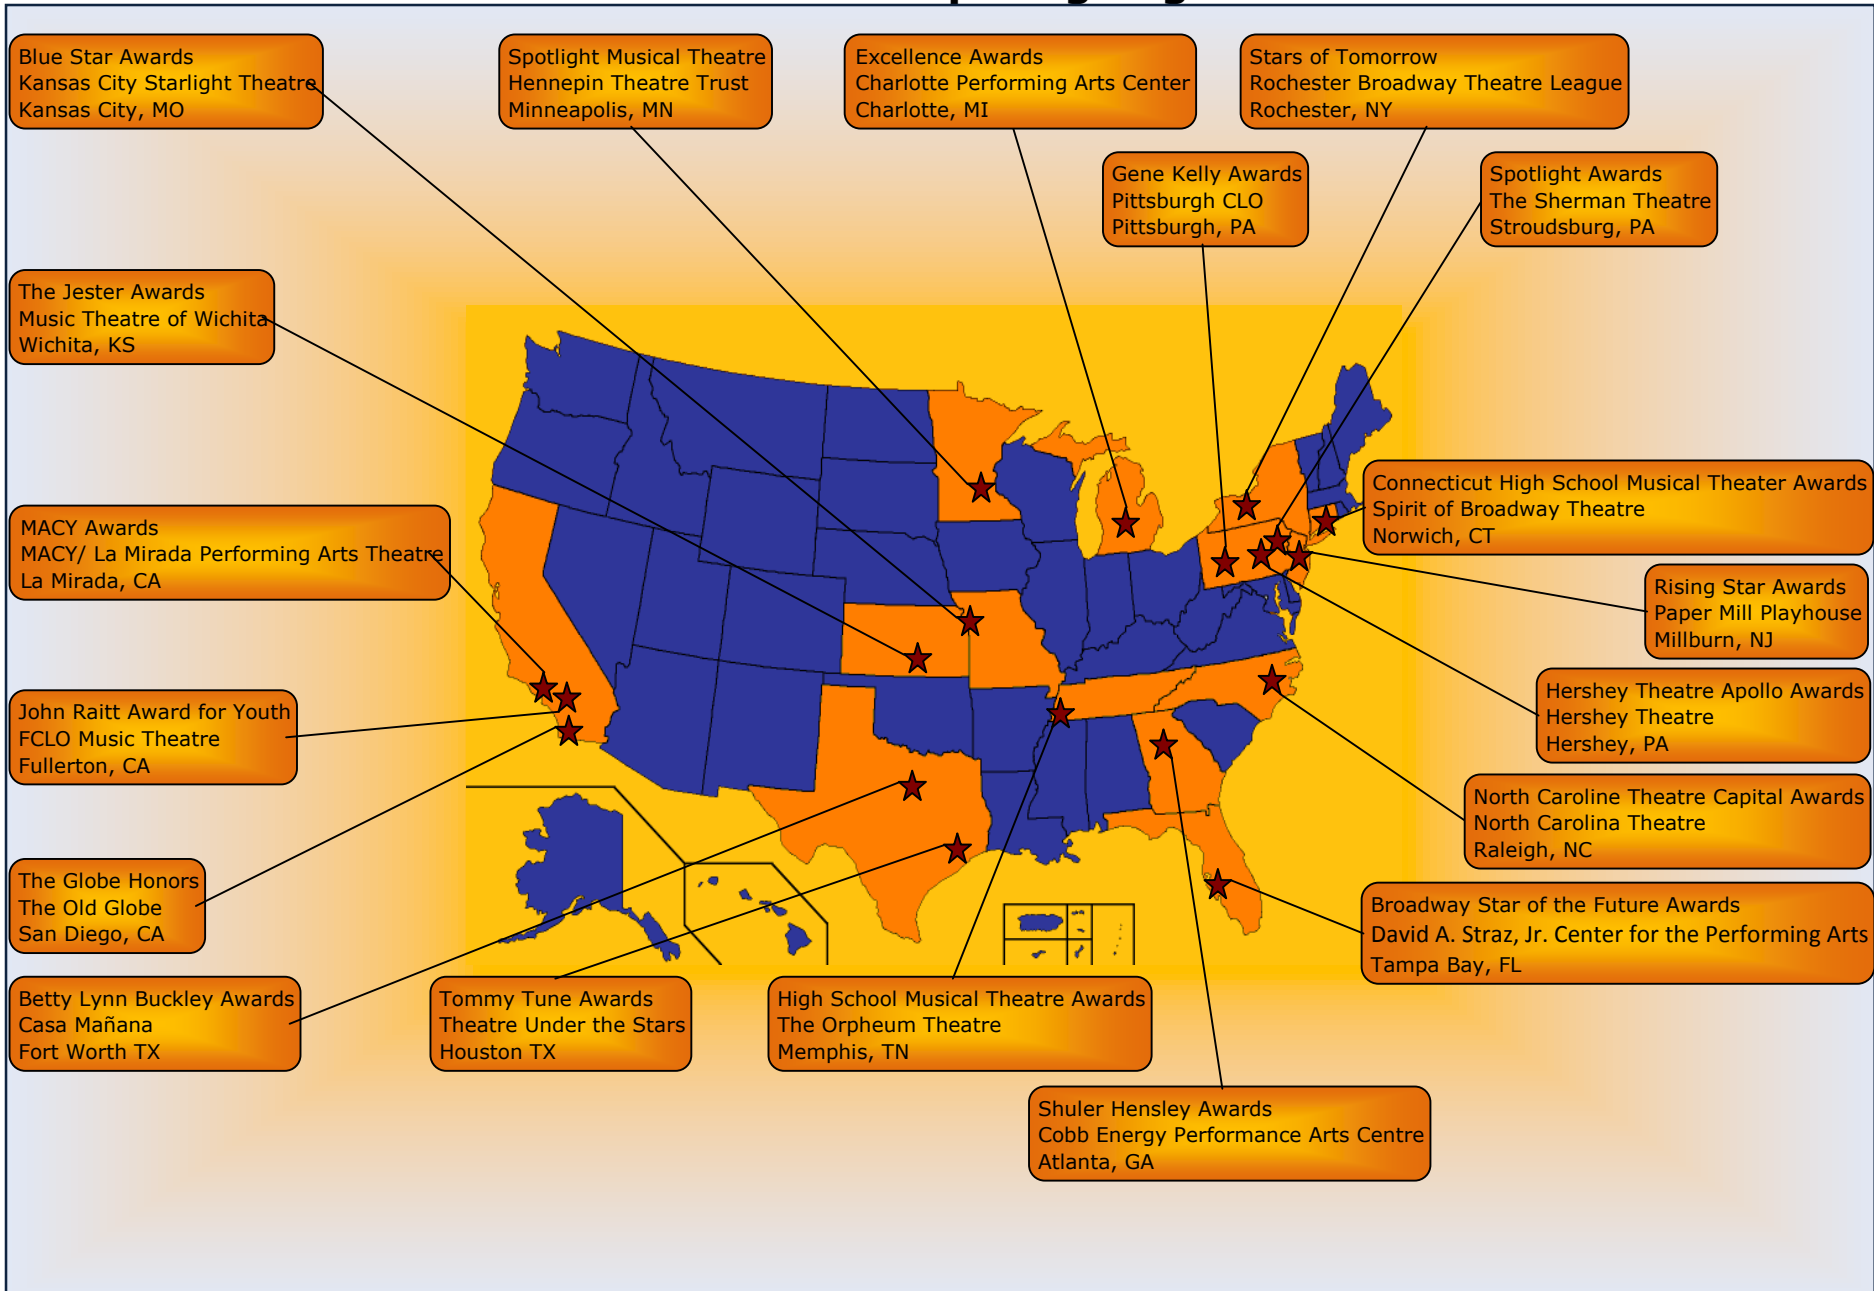 Blue Star Awards
Kansas City Starlight Theatre
Kansas City, MO
Spotlight Musical Theatre
Hennepin Theatre Trust
Minneapolis, MN
Excellence Awards
Charlotte Performing Arts Center
Charlotte, MI
Stars of Tomorrow
Rochester Broadway Theatre League
Rochester, NY
Gene Kelly Awards
Pittsburgh CLO
Pittsburgh, PA
Spotlight Awards
The Sherman Theatre
Stroudsburg, PA
The Jester Awards
Music Theatre of Wichita
Wichita, KS
Connecticut High School Musical Theater Awards
Spirit of Broadway Theatre
Norwich, CT
MACY Awards
MACY/ La Mirada Performing Arts Theatre
La Mirada, CA
Rising Star Awards
Paper Mill Playhouse
Millburn, NJ
Hershey Theatre Apollo Awards
Hershey Theatre
Hershey, PA
John Raitt Award for Youth
FCLO Music Theatre
Fullerton, CA
North Caroline Theatre Capital Awards
North Carolina Theatre
Raleigh, NC
The Globe Honors
The Old Globe
San Diego, CA
Broadway Star of the Future Awards
David A. Straz, Jr. Center for the Performing Arts
Tampa Bay, FL
Betty Lynn Buckley Awards
Casa Mañana
Fort Worth TX
Tommy Tune Awards
Theatre Under the Stars
Houston TX
High School Musical Theatre Awards
The Orpheum Theatre
Memphis, TN
Shuler Hensley Awards
Cobb Energy Performance Arts Centre
Atlanta, GA